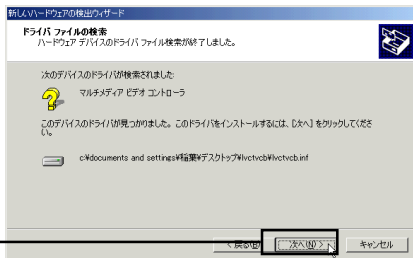 新しいハードウェアの検出ウィザード
ドライバ ファイルの検索
ハードウェア デバイスのドライバ ファイル検索が終了しました。
次のデバイスのドライバが検索されました:
マルチメディア ビデオ コントローラ
このデバイスのドライバが見つかりました。このドライバをインストールするには、[次へ] をクリックしてくださ
い。
c:¥documents and settings¥稲葉¥デスクトップ¥lvctvcb¥lvctvcb.inf
< 戻る(B)
次へ(N) >
キャンセル